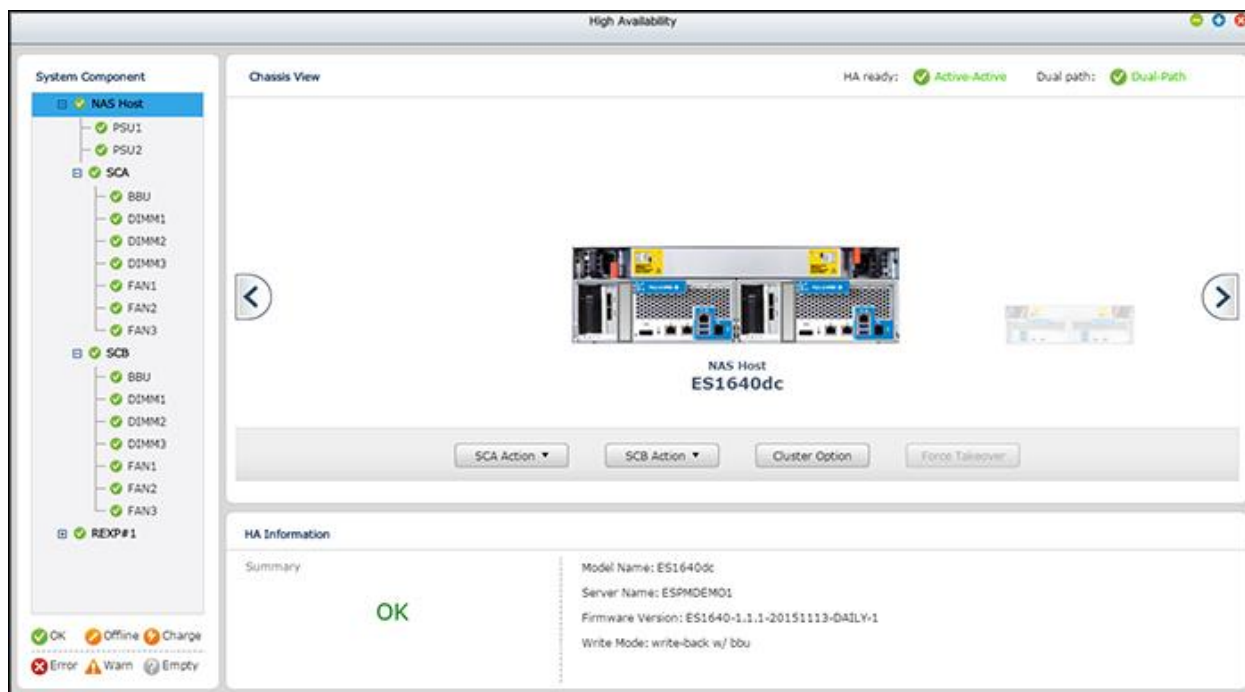 High Availability
System Component
NAS Host
PSU1
PSU2
SCA
BBU
DIMM1
DIMM2
DIMM3
FAN1
FAN2
FAN3
SCB
BBU
DIMM1
DIMM2
DIMM3
FAN1
FAN2
FAN3
REXP#1
OK Offline Charge
Error Warn Empty
Chassis View
HA ready: Active-Active Dual path: Dual-Path
NAS Host
ES1640dc
SCA Action SCB Action Cluster Option Force Takeover
HA Information
Summary
OK
Model Name: ES1640dc
Server Name: ESPMDEMO1
Firmware Version: ES1640-1.1.1-20151113-DAILY-1
Write Mode: write-back w/ bbu